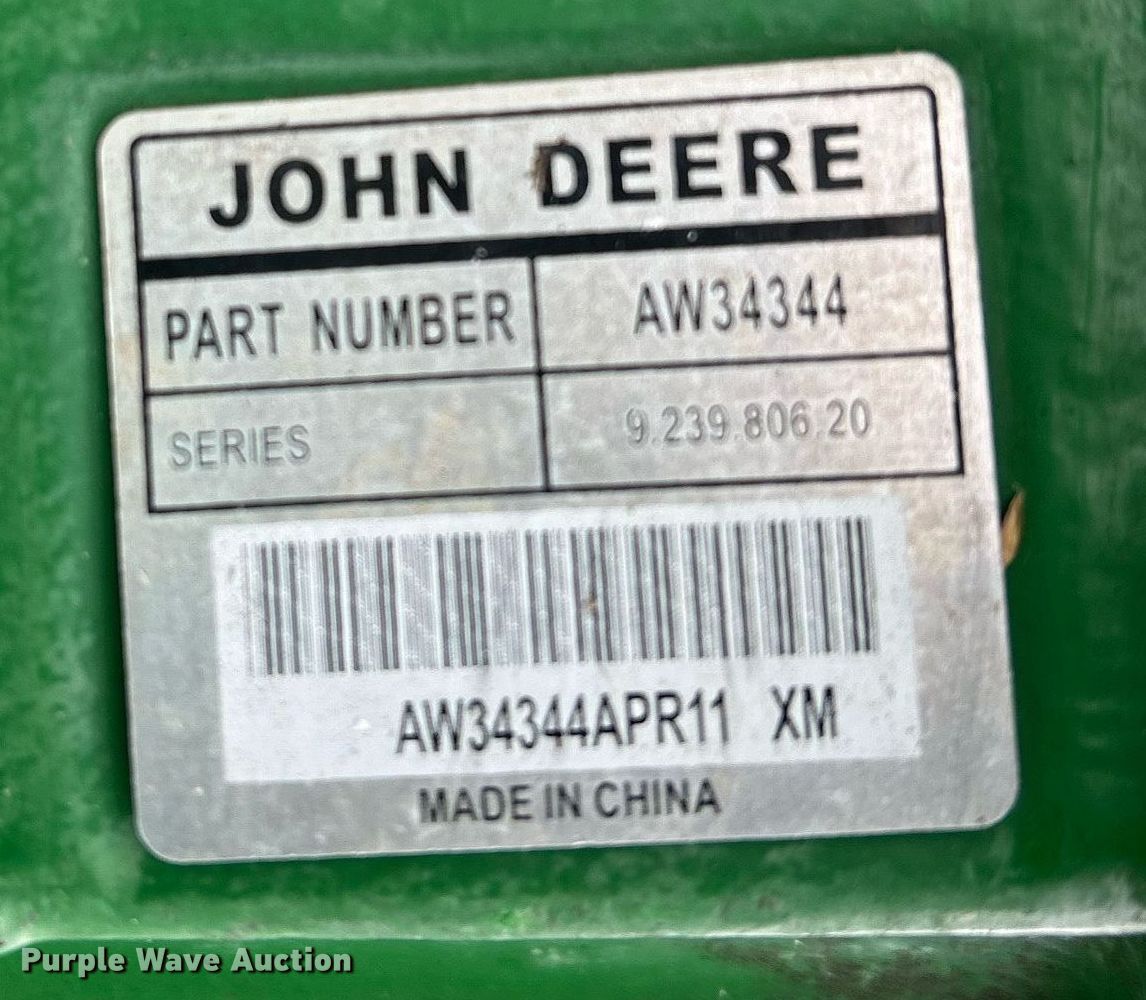 JOHN DEERE
PART NUMBER AW34344
SERIES 9.239.806.20
AW34344APR11 XM
MADE IN CHINA
Purple Wave Auction